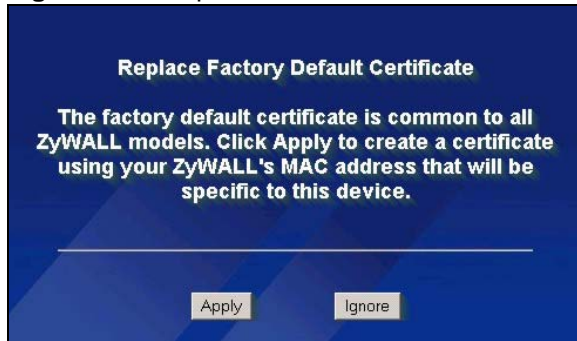 Replace Factory Default Certificate
The factory default certificate is common to all
ZyWALL models. Click Apply to create a certificate
using your ZyWALL's MAC address that will be
specific to this device.
Apply Ignore